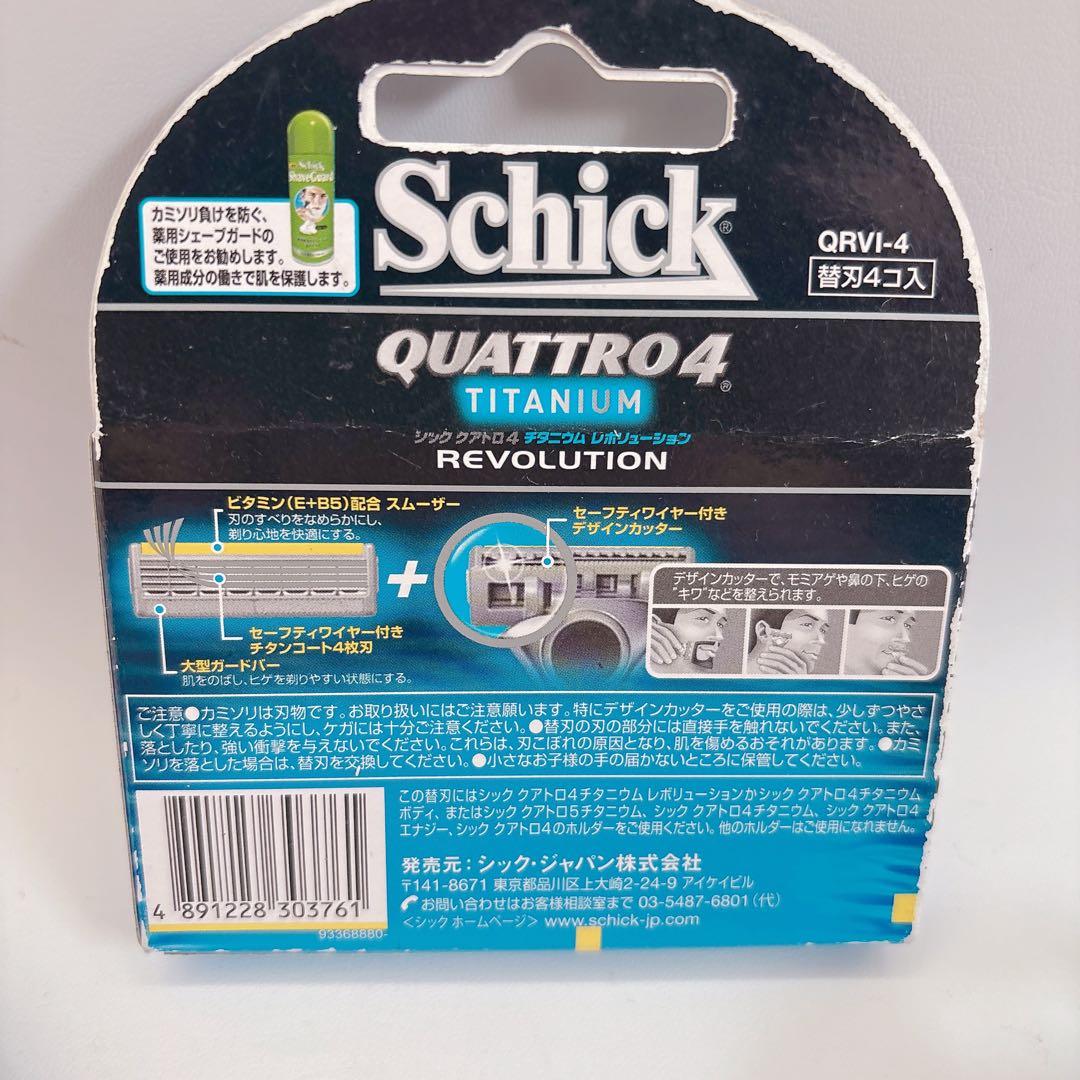 Schick
ShaveGuard
カミソリ負けを防ぐ、
薬用シェーブガードの
ご使用をお勧めします。
薬用成分の働きで肌を保護します。
Schick®
QRVI-4
替刃4コ入
QUATTRO4®
TITANIUM
シック クアトロ4 チタニウム レボリューション
REVOLUTION
ビタミン(E+B5)配合 スムーザー
刃のすべりをなめらかにし、
剃り心地を快適にする。
セーフティワイヤー付き
チタンコート4枚刃
大型ガードバー
肌をのばし、ヒゲを剃りやすい状態にする。
+
セーフティワイヤー付き
デザインカッター
デザインカッターで、モミアゲや鼻の下、ヒゲの
"キワ"などを整えられます。
ご注意●カミソリは刃物です。お取り扱いにはご注意願います。特にデザインカッターをご使用の際は、少しずつやさ
しく丁寧に整えるようにし、ケガには十分ご注意ください。●替刃の刃の部分には直接手を触れないでください。また、
落としたり、強い衝撃を与えないでください。これらは、刃こぼれの原因となり、肌を傷めるおそれがあります。●カミ
ソリを落とした場合は、替刃を交換してください。●小さなお子様の手の届かないところに保管してください。
この替刃にはシック クアトロ4チタニウム レボリューションかシック クアトロ4チタニウム
ボディ、またはシック クアトロ5チタニウム、シック クアトロ4チタニウム、シック クアトロ4
エナジー、シック クアトロ4のホルダーをご使用ください。他のホルダーはご使用になれません。
発売元：シック・ジャパン株式会社
〒141-8671 東京都品川区上大崎2-24-9 アイケイビル
お問い合わせはお客様相談室まで 03-5487-6801(代)
<シック ホームページ> www.schick-jp.com
4 891228 303761
93368880-